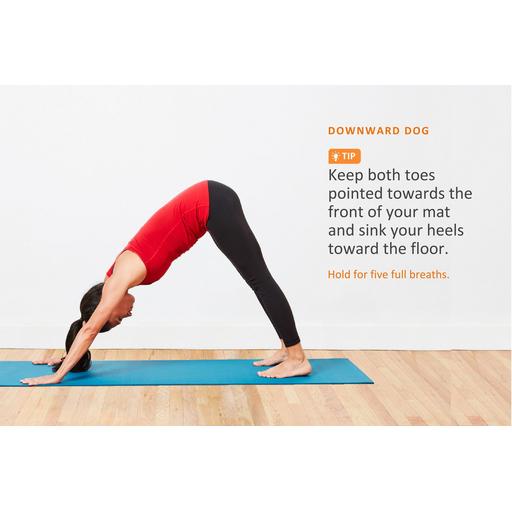 DOWNWARD DOG
TIP
Keep both toes
pointed towards the
front of your mat
and sink your heels
toward the floor.
Hold for five full breaths.